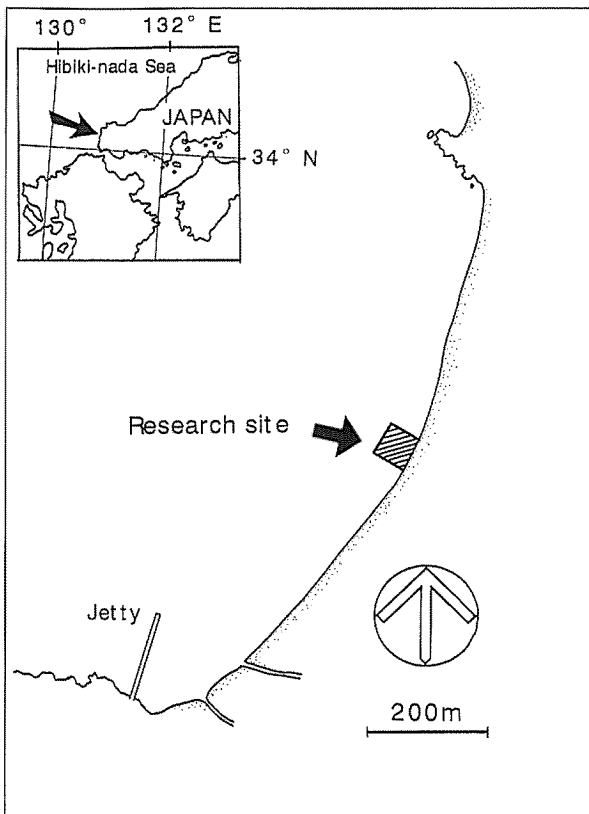 130° 132° E
Hibiki-nada Sea
JAPAN
34° N
Research site
Jetty
200m